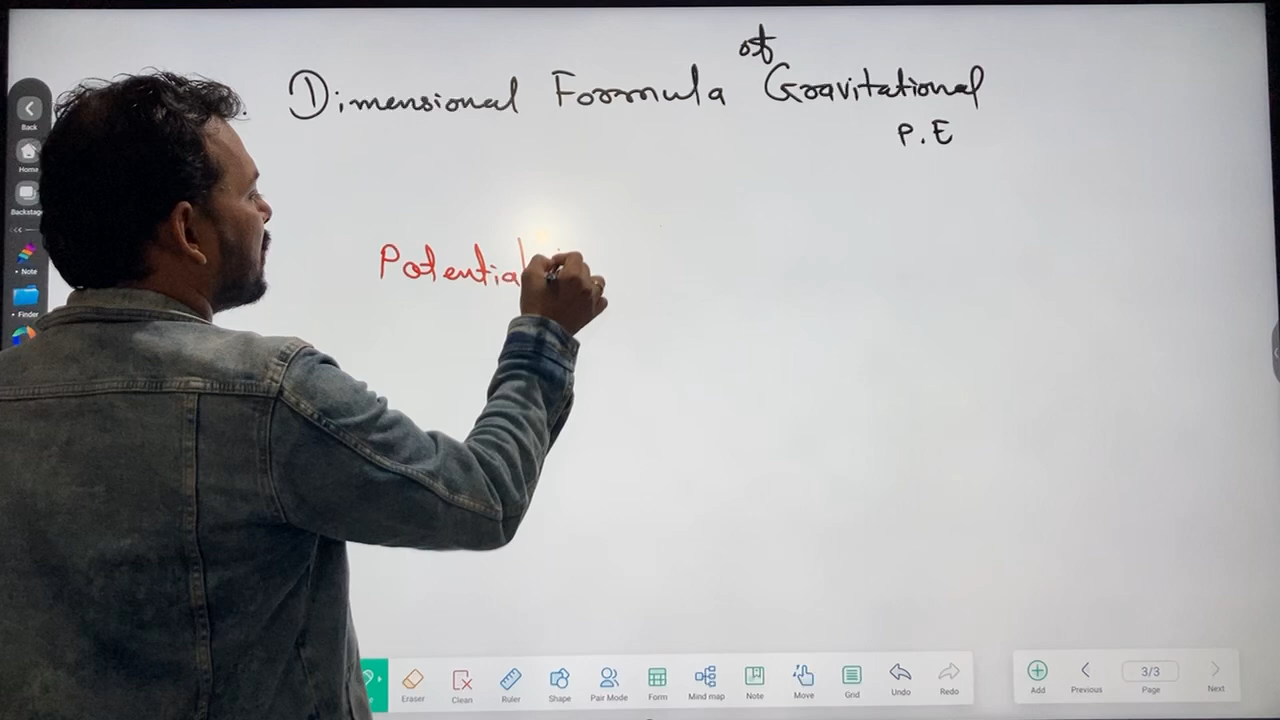 of
Dimensional Formula Gravitational
P.E
Potential
Back
Home
Backstage
Note
Finder
Eraser
Clean
Ruler
Shape
Pair Mode
Form
Mind map
Note
Move
Grid
Undo
Redo
Add
Previous
3/3
Page
Next